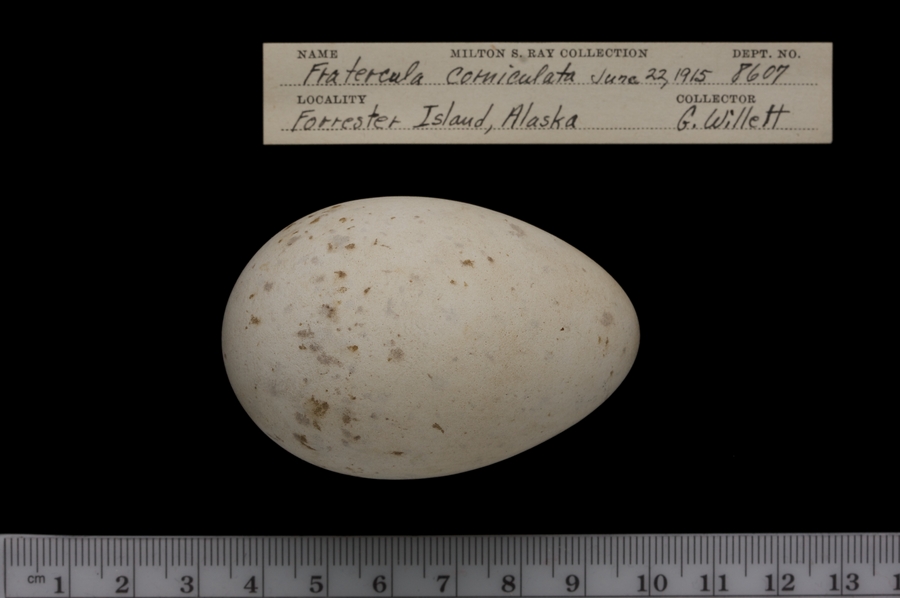 NAME MILTON S. RAY COLLECTION DEPT. NO.
Fratercula corniculata June 22, 1915 8607
LOCALITY COLLECTOR
Forrester Island, Alaska G. Willett
cm 1 2 3 4 5 6 7 8 9 10 11 12 13